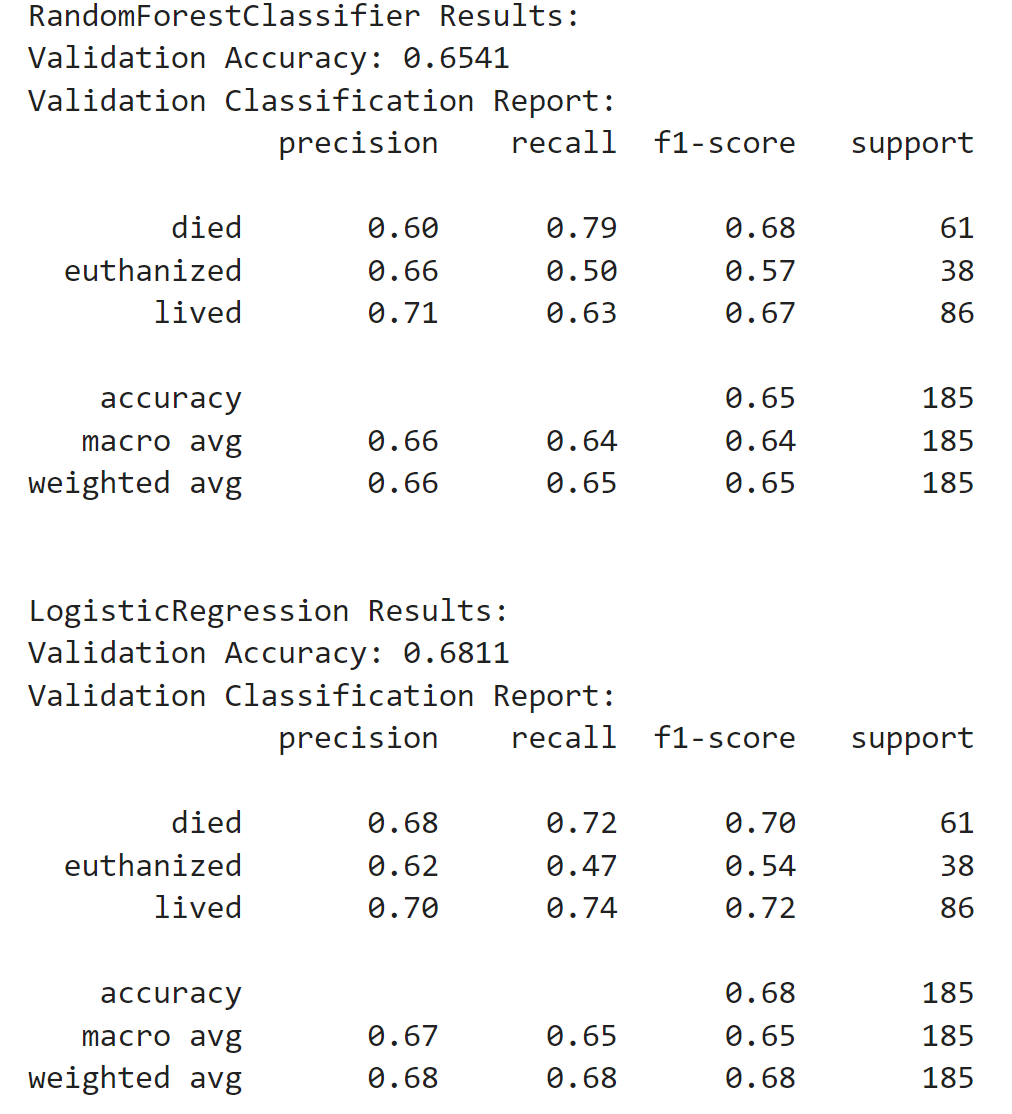 RandomForestClassifier Results:
Validation Accuracy: 0.6541
Validation Classification Report:
precision recall f1-score support
died 0.60 0.79 0.68 61
euthanized 0.66 0.50 0.57 38
lived 0.71 0.63 0.67 86
accuracy 0.65 185
macro avg 0.66 0.64 0.64 185
weighted avg 0.66 0.65 0.65 185
LogisticRegression Results:
Validation Accuracy: 0.6811
Validation Classification Report:
precision recall f1-score support
died 0.68 0.72 0.70 61
euthanized 0.62 0.47 0.54 38
lived 0.70 0.74 0.72 86
accuracy 0.68 185
macro avg 0.67 0.65 0.65 185
weighted avg 0.68 0.68 0.68 185